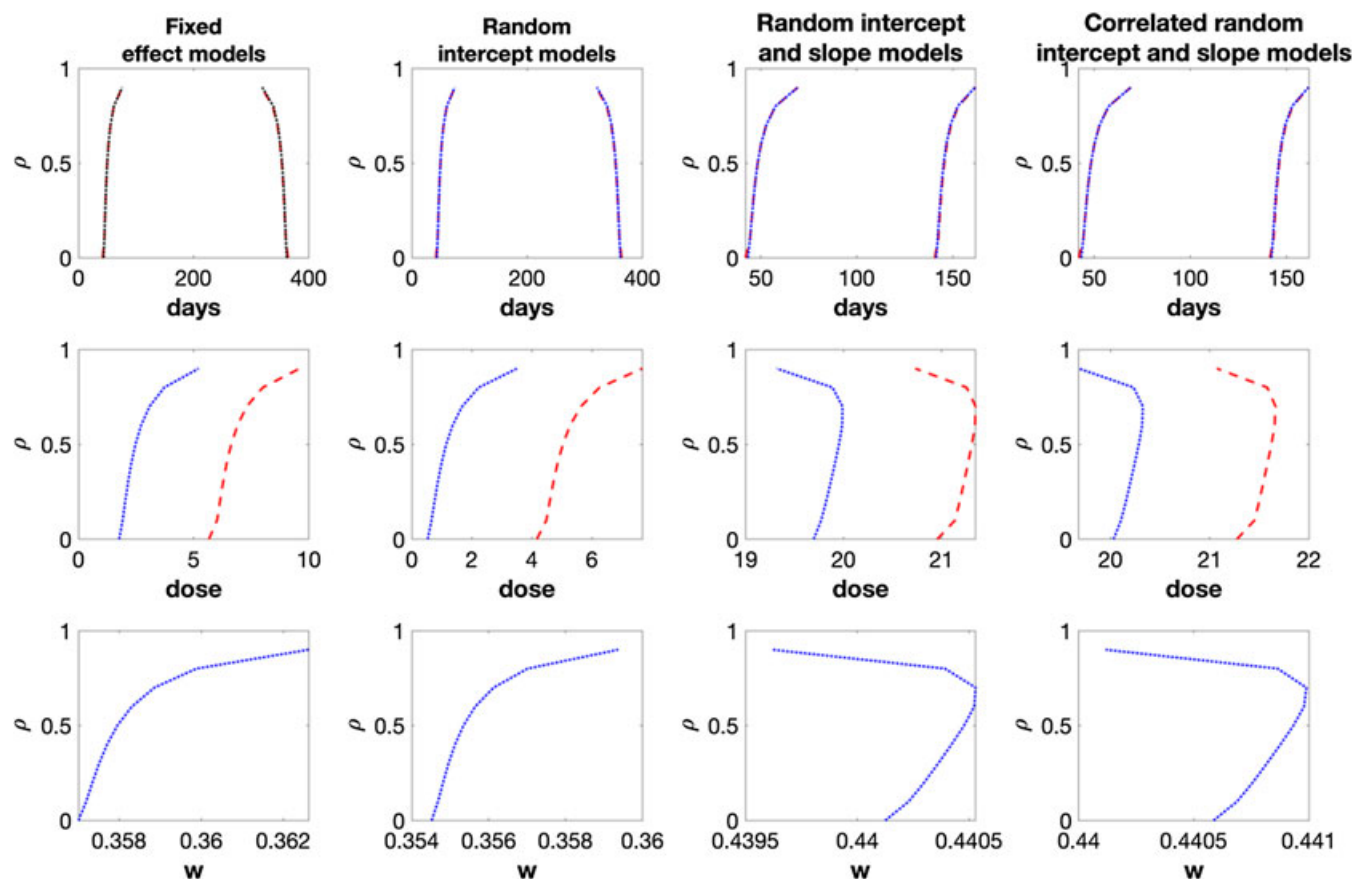 Fixed
effect models
Random
intercept models
Random intercept
and slope models
Correlated random
intercept and slope models
1
0.5
0
ρ
0 200 400
days
1
0.5
0
ρ
0 200 400
days
1
0.5
0
ρ
50 100 150
days
1
0.5
0
ρ
50 100 150
days
1
0.5
0
ρ
0 5 10
dose
1
0.5
0
ρ
0 2 4 6
dose
1
0.5
0
ρ
19 20 21
dose
1
0.5
0
ρ
20 21 22
dose
1
0.5
0
ρ
0.358 0.36 0.362
w
1
0.5
0
ρ
0.354 0.356 0.358 0.36
w
1
0.5
0
ρ
0.4395 0.44 0.4405
w
1
0.5
0
ρ
0.44 0.4405 0.441
w